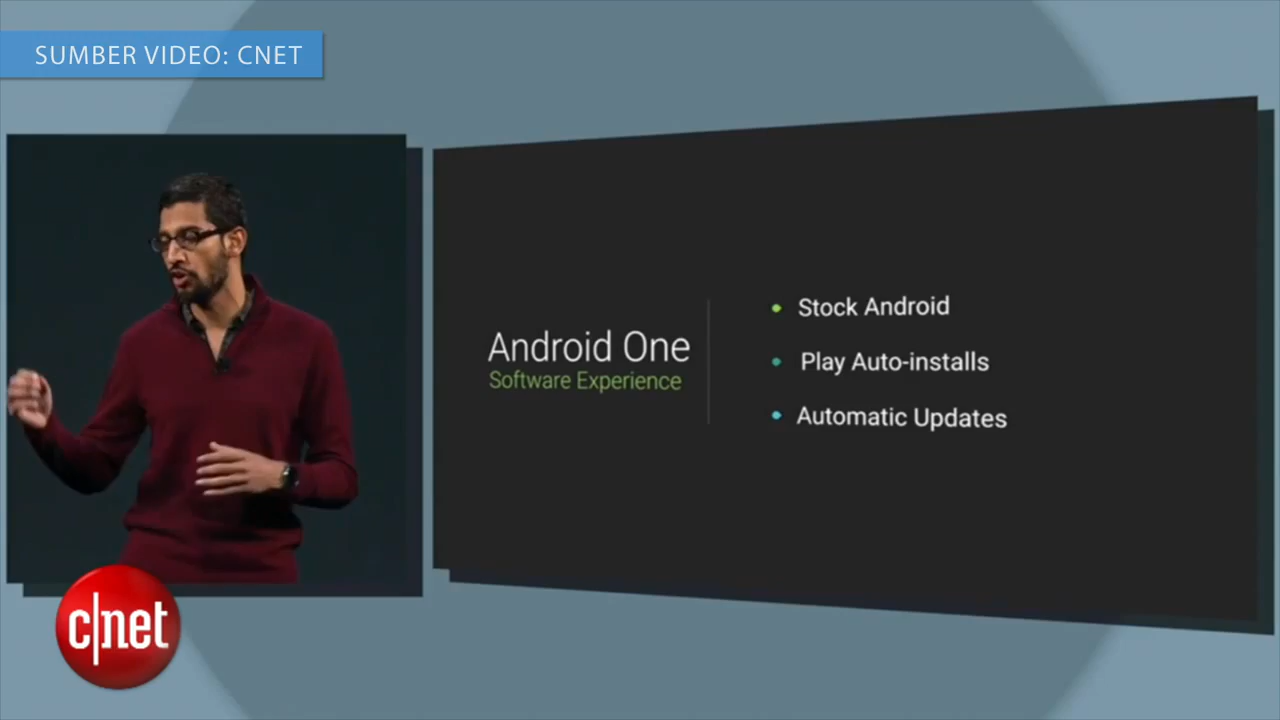 SUMBER VIDEO: CNET
Android One
Software Experience
Stock Android
Play Auto-installs
Automatic Updates
c|net